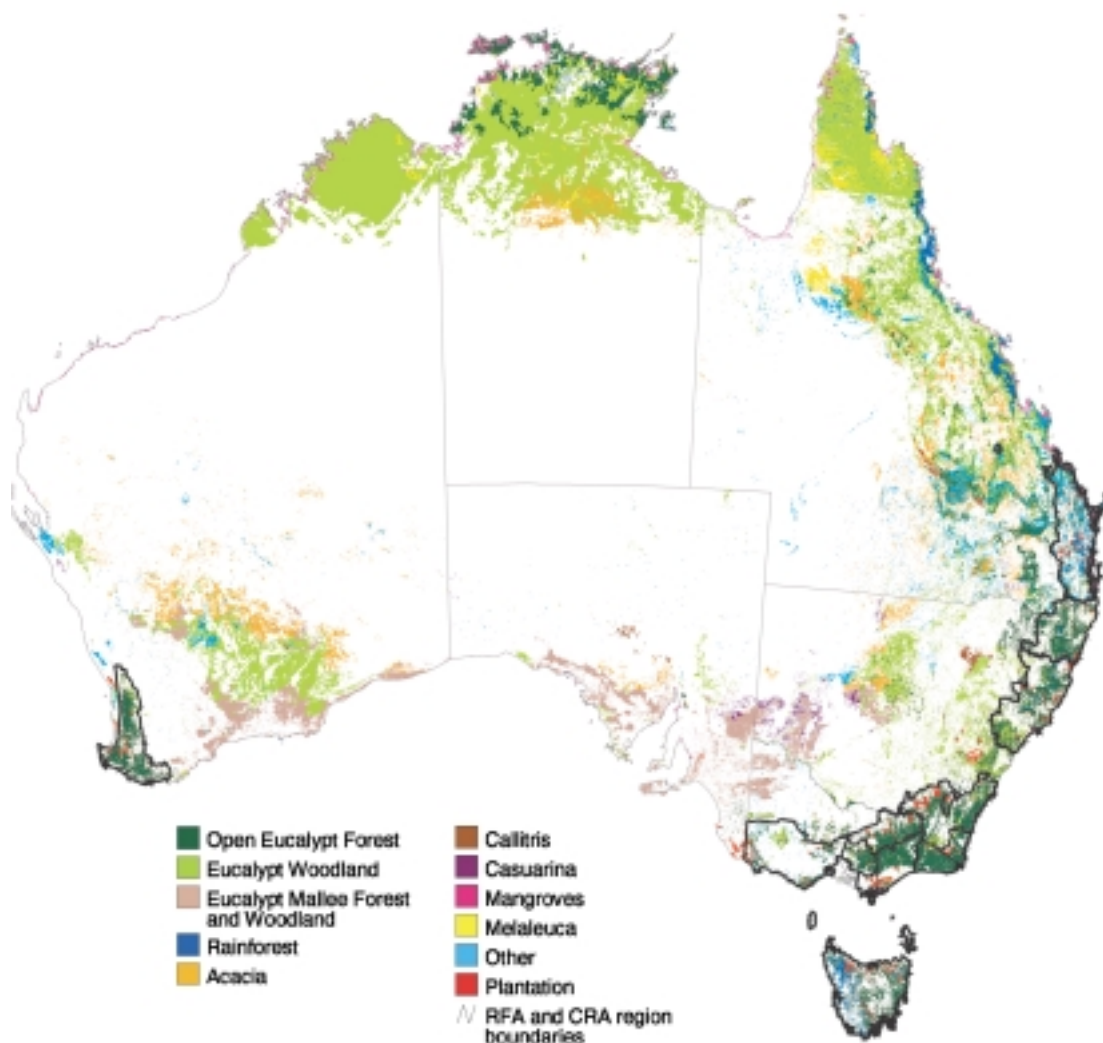 Open Eucalypt Forest
Eucalypt Woodland
Eucalypt Mallee Forest
and Woodland
Rainforest
Acacia
Callitris
Casuarina
Mangroves
Melaleuca
Other
Plantation
RFA and CRA region
boundaries